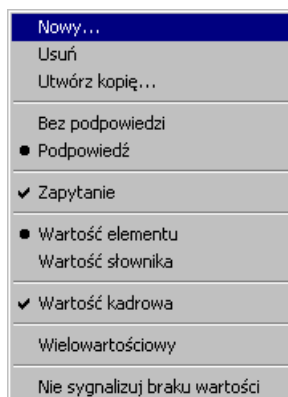 Nowy...
Usuń
Utwórz kopię...
Bez podpowiedzi
Podpowiedź
Zapytanie
Wartość elementu
Wartość słownika
Wartość kadrowa
Wielowartościowy
Nie sygnalizuj braku wartości